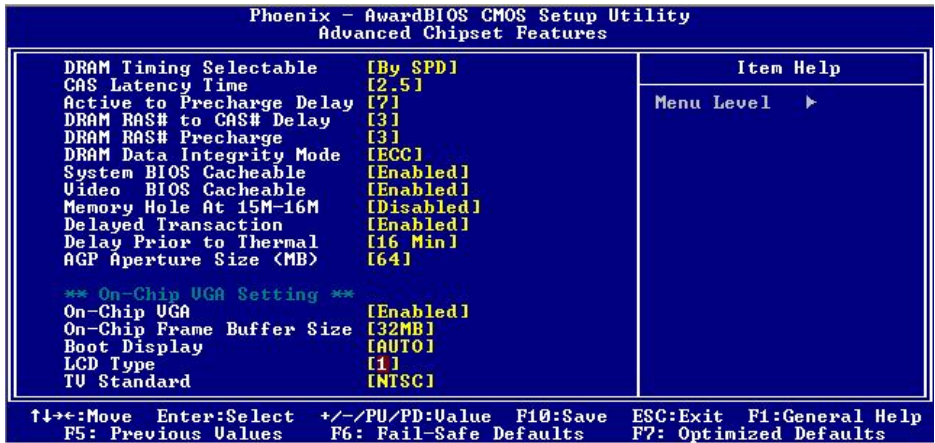 Phoenix - AwardBIOS CMOS Setup Utility
Advanced Chipset Features
DRAM Timing Selectable [By SPD]
CAS Latency Time [2.5]
Active to Precharge Delay [7]
DRAM RAS# to CAS# Delay [3]
DRAM RAS# Precharge [3]
DRAM Data Integrity Mode [ECC]
System BIOS Cacheable [Enabled]
Video BIOS Cacheable [Enabled]
Memory Hole At 15M-16M [Disabled]
Delayed Transaction [Enabled]
Delay Prior to Thermal [16 Min]
AGP Aperture Size (MB) [64]
** On-Chip VGA Setting **
On-Chip VGA [Enabled]
On-Chip Frame Buffer Size [32MB]
Boot Display [AUTO]
LCD Type [1]
TV Standard [NTSC]
Item Help
Menu Level ▶
↑↓→←:Move Enter:Select +/-/PU/PD:Value F10:Save ESC:Exit F1:General Help
F5: Previous Values F6: Fail-Safe Defaults F7: Optimized Defaults